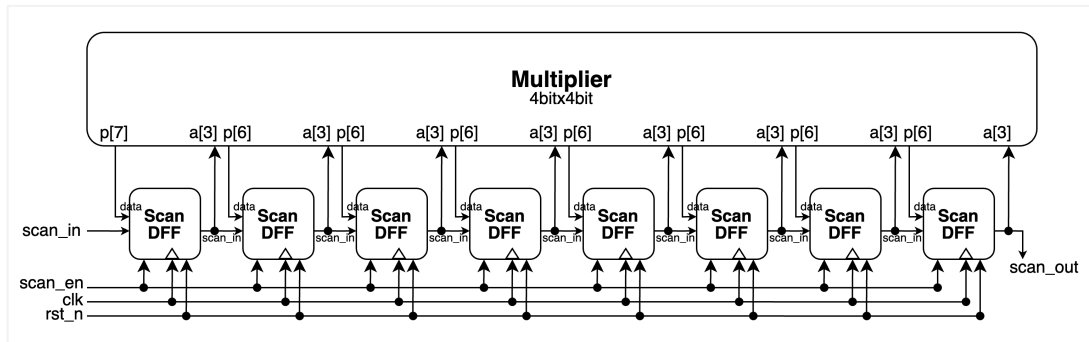 Multiplier
4bitx4bit
p[7] a[3] p[6] a[3] p[6] a[3] p[6] a[3] p[6] a[3] p[6] a[3] p[6] a[3] p[6] a[3]
data data data data data data data data
Scan Scan Scan Scan Scan Scan Scan Scan
scan_in DFF scan_in DFF scan_in DFF scan_in DFF scan_in DFF scan_in DFF scan_in DFF scan_in DFF
scan_out
scan_en
clk
rst_n